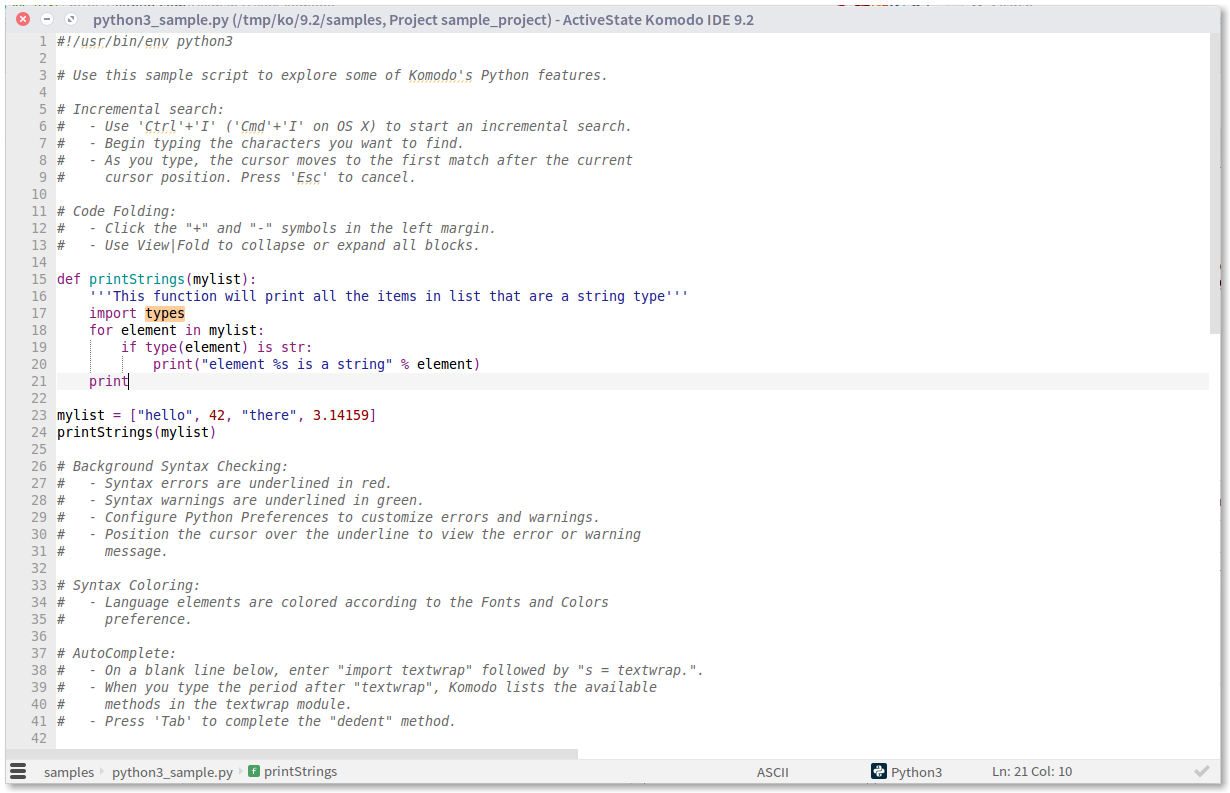 python3_sample.py (/tmp/ko/9.2/samples, Project sample_project) - ActiveState Komodo IDE 9.2
1 #!/usr/bin/env python3
2
3 # Use this sample script to explore some of Komodo's Python features.
4
5 # Incremental search:
6 #   - Use 'Ctrl'+'I' ('Cmd'+'I' on OS X) to start an incremental search.
7 #   - Begin typing the characters you want to find.
8 #   - As you type, the cursor moves to the first match after the current
9 #     cursor position. Press 'Esc' to cancel.
10
11 # Code Folding:
12 #   - Click the "+" and "-" symbols in the left margin.
13 #   - Use View|Fold to collapse or expand all blocks.
14
15 def printStrings(mylist):
16     '''This function will print all the items in list that are a string type'''
17     import types
18     for element in mylist:
19         if type(element) is str:
20             print("element %s is a string" % element)
21     print
22
23 mylist = ["hello", 42, "there", 3.14159]
24 printStrings(mylist)
25
26 # Background Syntax Checking:
27 #   - Syntax errors are underlined in red.
28 #   - Syntax warnings are underlined in green.
29 #   - Configure Python Preferences to customize errors and warnings.
30 #   - Position the cursor over the underline to view the error or warning
31 #     message.
32
33 # Syntax Coloring:
34 #   - Language elements are colored according to the Fonts and Colors
35 #     preference.
36
37 # AutoComplete:
38 #   - On a blank line below, enter "import textwrap" followed by "s = textwrap.".
39 #   - When you type the period after "textwrap", Komodo lists the available
40 #     methods in the textwrap module.
41 #   - Press 'Tab' to complete the "dedent" method.
42
samples python3_sample.py f printStrings ASCII Python3 Ln: 21 Col: 10